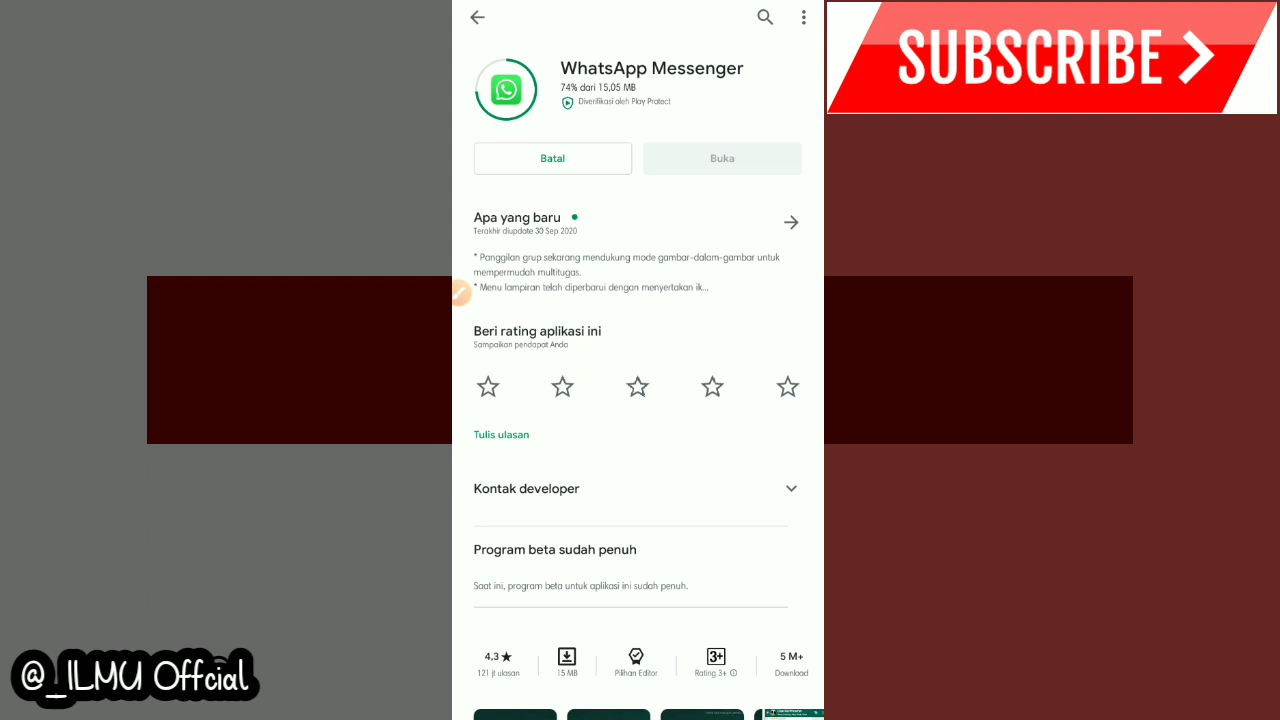 SUBSCRIBE
WhatsApp Messenger
74% dari 15,05 MB
Diverifikasi oleh Play Protect
Batal
Buka
Apa yang baru
Terakhir diupdate 30 Sep 2020
* Panggilan grup sekarang mendukung mode gambar-dalam-gambar untuk
mempermudah multitugas.
* Menu lampiran telah diperbarui dengan menyertakan ik...
Beri rating aplikasi ini
Sampaikan pendapat Anda
Tulis ulasan
Kontak developer
Program beta sudah penuh
Saat ini, program beta untuk aplikasi ini sudah penuh.
4,3★
121 jt ulasan
15 MB
Pilihan Editor
3+
Rating 3+
5 M+
Download
@_ILMU Offcial